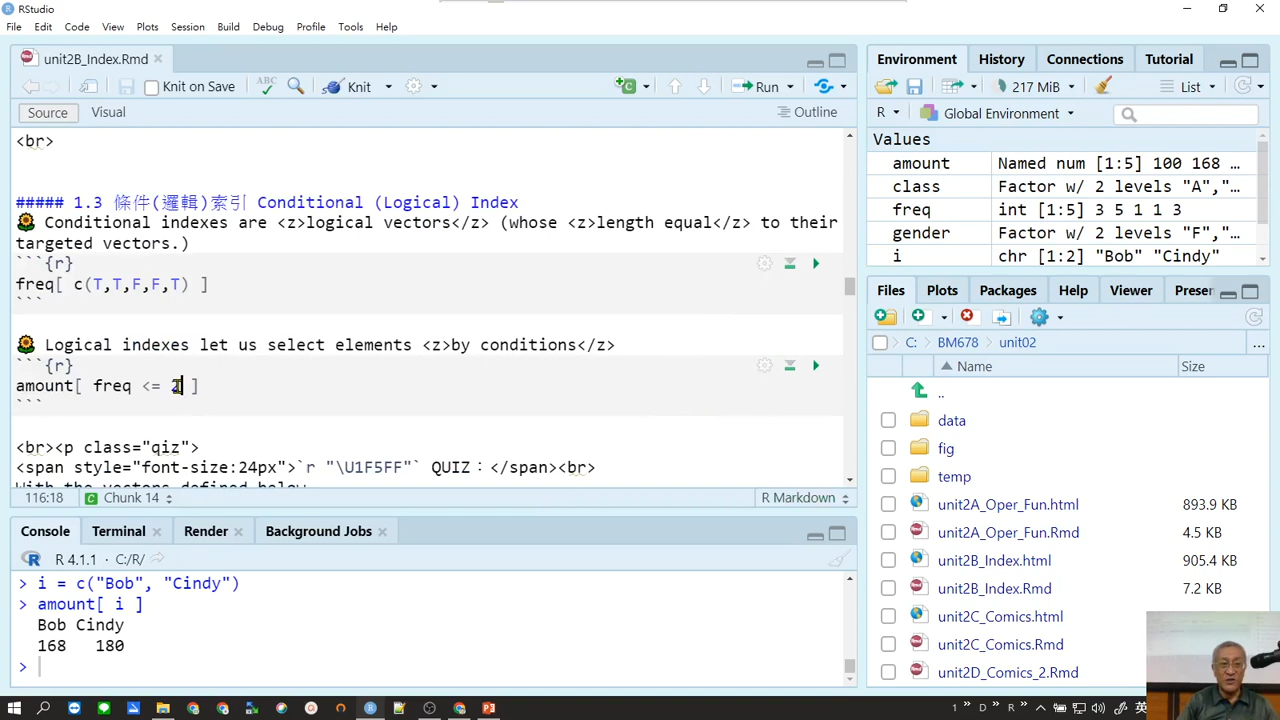 RStudio
File Edit Code View Plots Session Build Debug Profile Tools Help
unit2B_Index.Rmd
Knit on Save ABC Knit Run
Source Visual Outline
<br>
##### 1.3 條件(邏輯)索引 Conditional (Logical) Index
🌻 Conditional indexes are <z>logical vectors</z> (whose <z>length equal</z> to their
targeted vectors.)
```{r}
freq[ c(T,T,F,F,T) ]
```
🌻 Logical indexes let us select elements <z>by conditions</z>
```{r}
amount[ freq <= 2 ]
```
<br><p class="qiz">
<span style="font-size:24px">`r "\U1F5FF"` QUIZ：</span><br>
With the vectors defined below
116:18 Chunk 14 R Markdown
Console Terminal Render Background Jobs
R 4.1.1 · C:/R/
> i = c("Bob", "Cindy")
> amount[ i ]
Bob Cindy
168 180
>
Environment History Connections Tutorial
217 MiB List
R Global Environment
Values
amount Named num [1:5] 100 168 …
class Factor w/ 2 levels "A","…
freq int [1:5] 3 5 1 1 3
gender Factor w/ 2 levels "F","…
i chr [1:2] "Bob" "Cindy"
Files Plots Packages Help Viewer Presen
C: BM678 unit02 ...
Name Size
..
data
fig
temp
unit2A_Oper_Fun.html 893.9 KB
unit2A_Oper_Fun.Rmd 4.5 KB
unit2B_Index.html 905.4 KB
unit2B_Index.Rmd 7.2 KB
unit2C_Comics.html
unit2C_Comics.Rmd
unit2D_Comics_2.Rmd
英